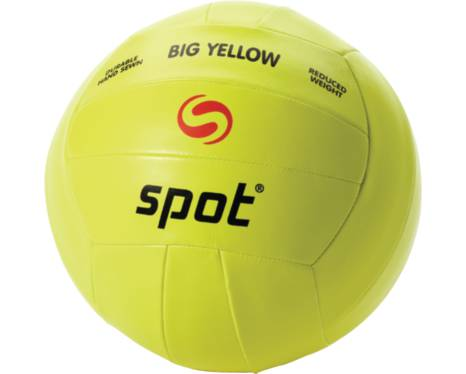 BIG YELLOW
DURABLE
HAND SEWN
REDUCED
WEIGHT
spot®